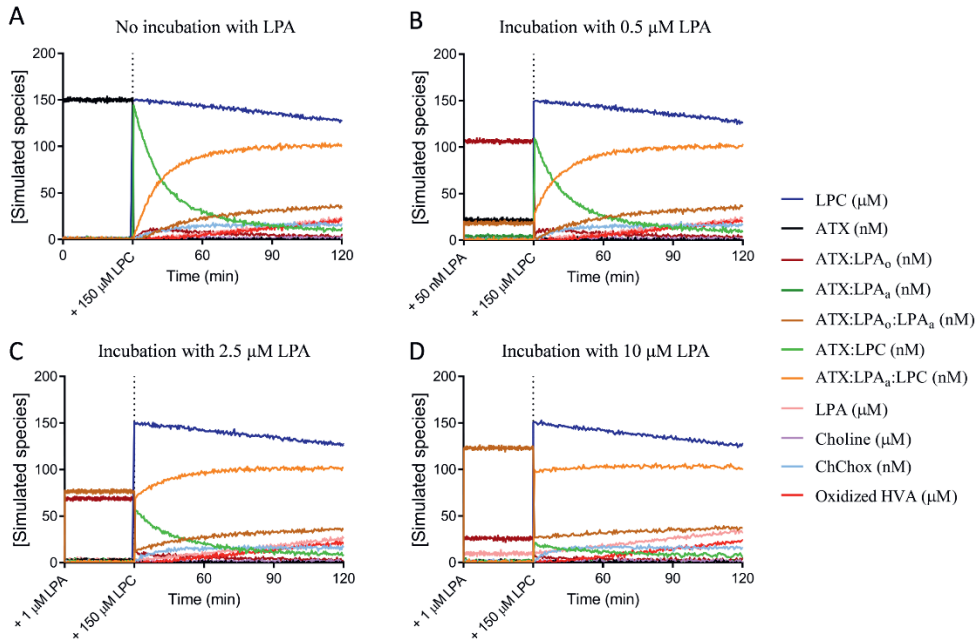 A
No incubation with LPA
[Simulated species]
200
150
100
50
0
0
60
90
120
Time (min)
+ 150 µM LPC
B
Incubation with 0.5 µM LPA
[Simulated species]
200
150
100
50
0
60
90
120
Time (min)
+ 50 nM LPA
+ 150 µM LPC
C
Incubation with 2.5 µM LPA
[Simulated species]
200
150
100
50
0
60
90
120
Time (min)
+ 1 µM LPA
+ 150 µM LPC
D
Incubation with 10 µM LPA
[Simulated species]
200
150
100
50
0
60
90
120
Time (min)
+ 1 µM LPA
+ 150 µM LPC
LPC (µM)
ATX (nM)
ATX:LPAo (nM)
ATX:LPAa (nM)
ATX:LPAo:LPAa (nM)
ATX:LPC (nM)
ATX:LPAa:LPC (nM)
LPA (µM)
Choline (µM)
ChChox (nM)
Oxidized HVA (µM)